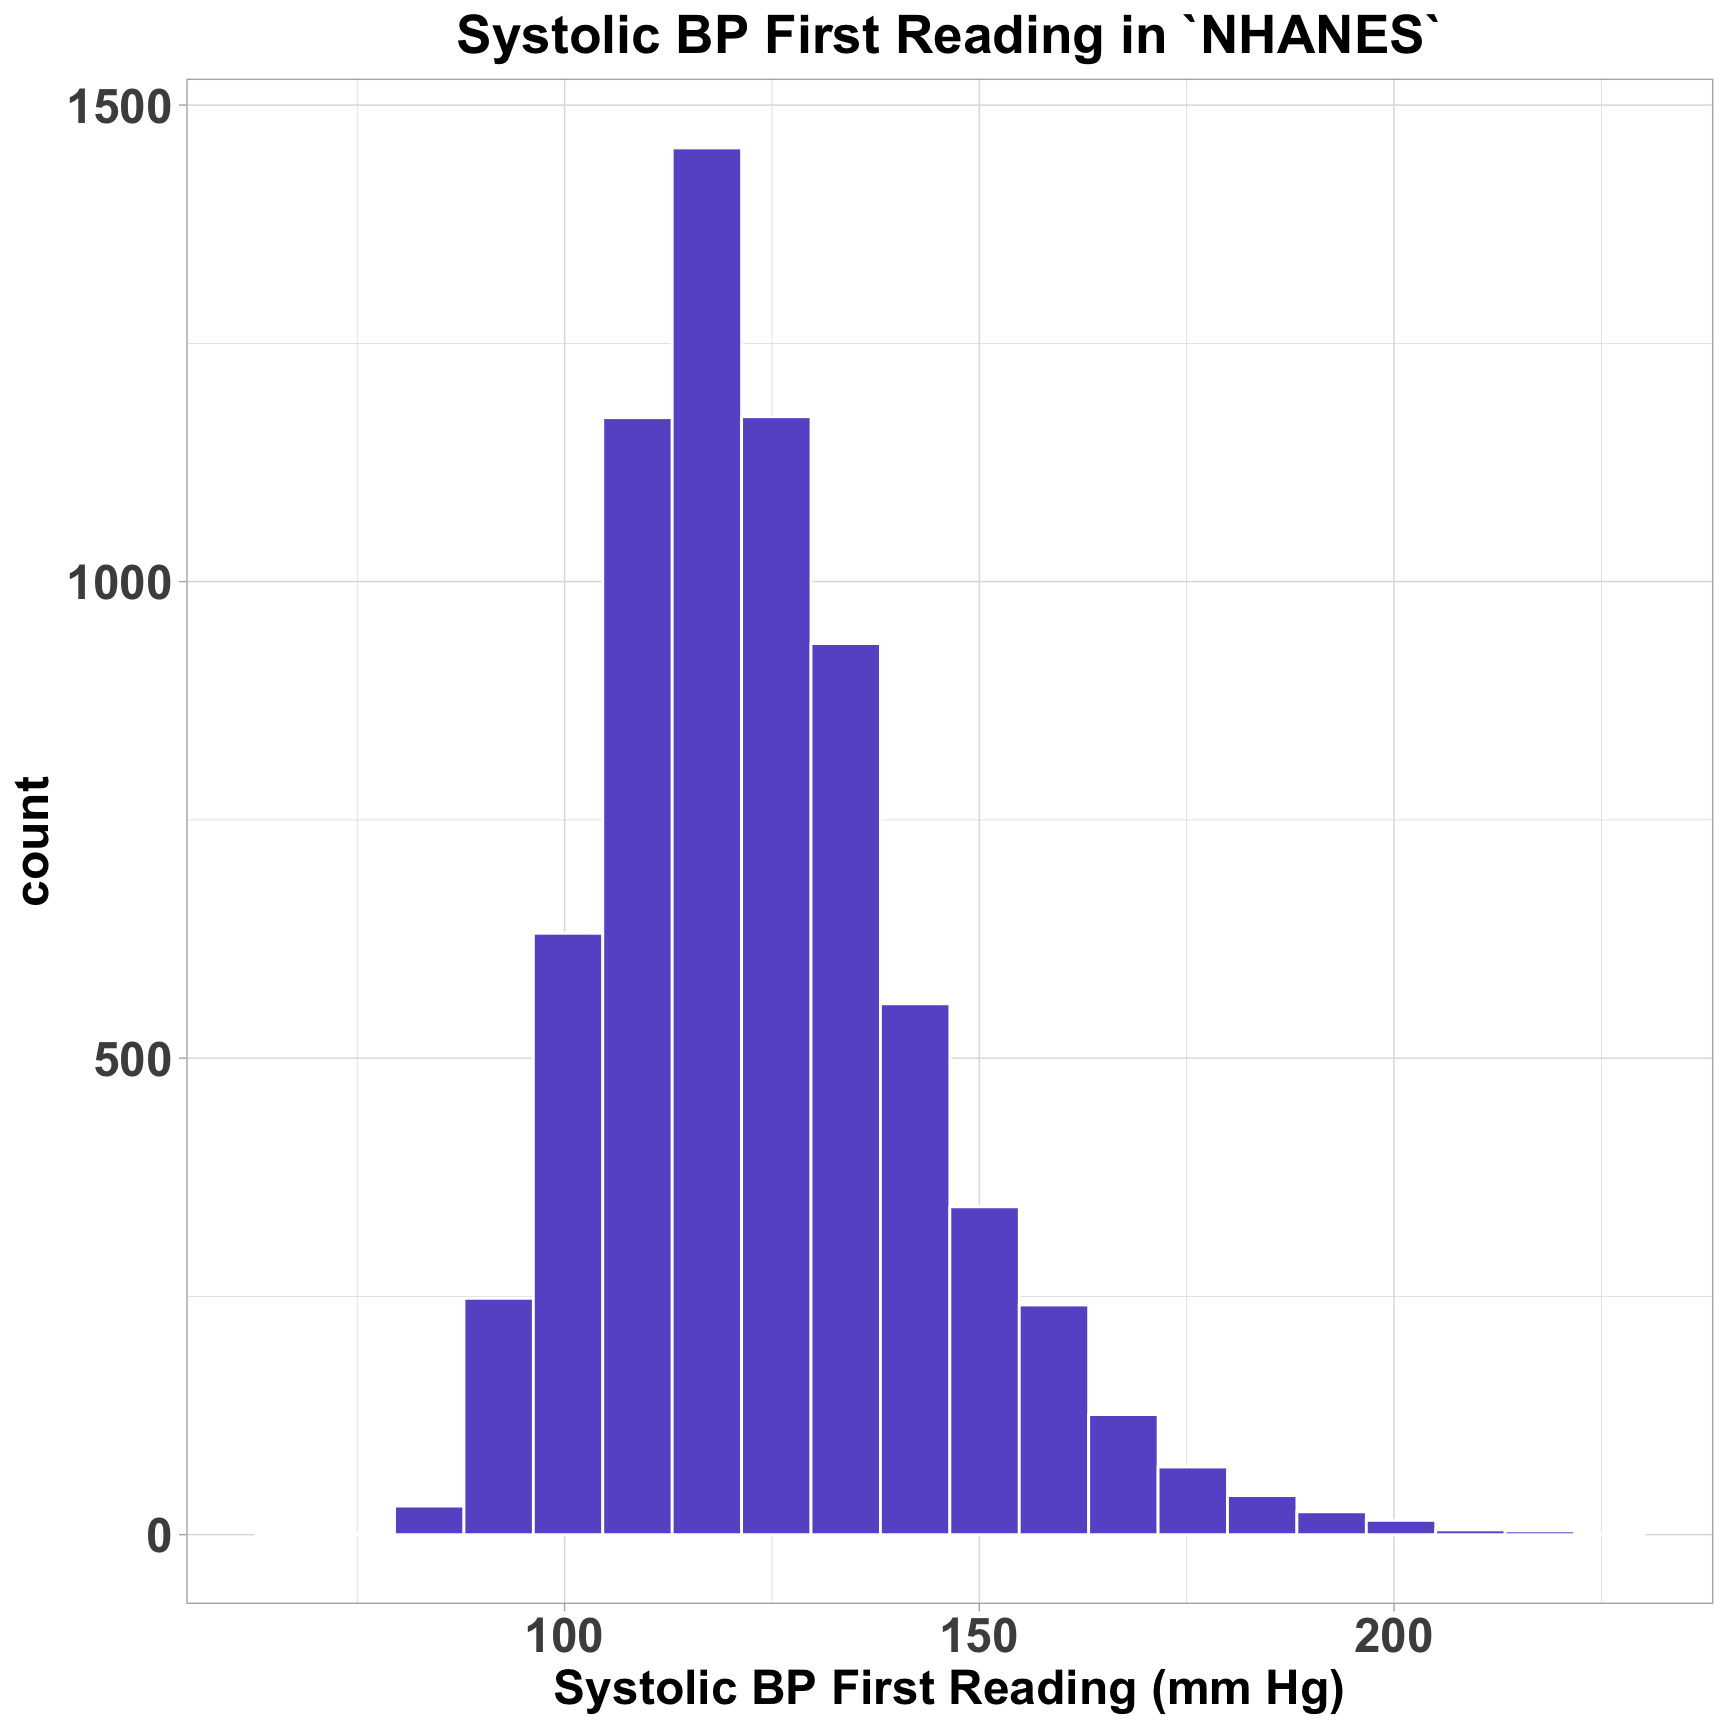 Systolic BP First Reading in `NHANES`
1500
1000
500
0
count
100 150 200
Systolic BP First Reading (mm Hg)